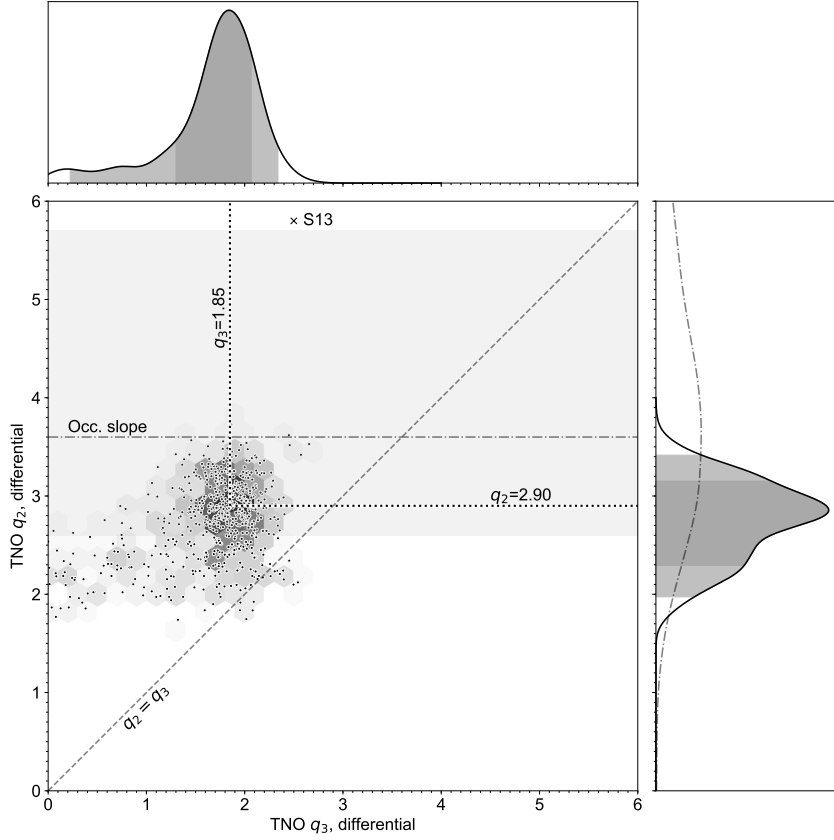 6
× S13
5
q₃=1.85
4
Occ. slope
3
q₂=2.90
2
1
q₂ = q₃
0
TNO q₂, differential
0 1 2 3 4 5 6
TNO q₃, differential